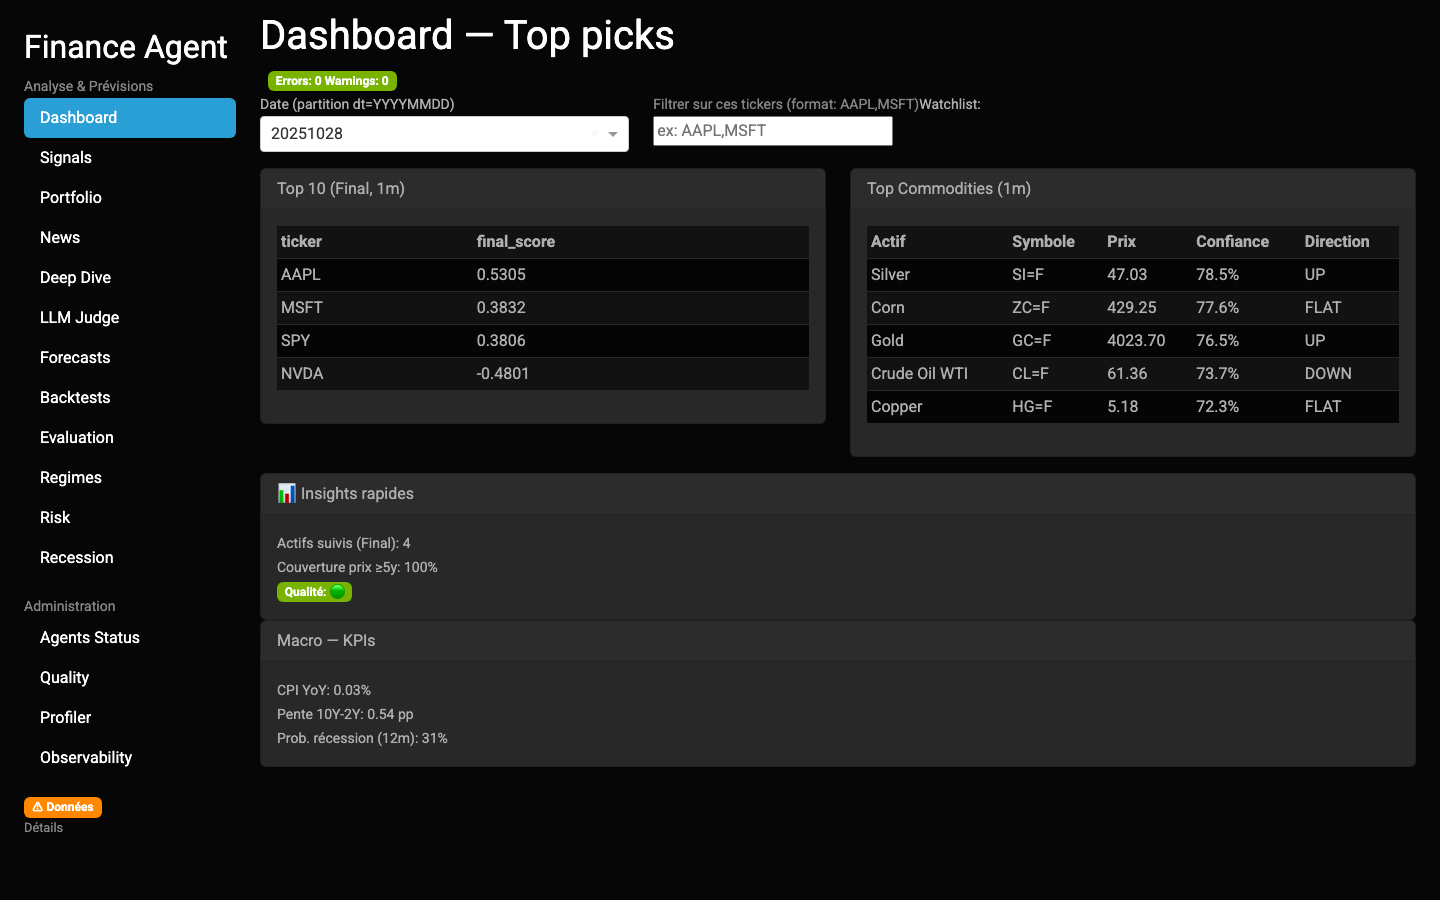 Finance Agent
Analyse & Prévisions
Dashboard
Signals
Portfolio
News
Deep Dive
LLM Judge
Forecasts
Backtests
Evaluation
Regimes
Risk
Recession
Administration
Agents Status
Quality
Profiler
Observability
⚠ Données
Détails
Dashboard — Top picks
Errors: 0 Warnings: 0
Date (partition dt=YYYYMMDD)
20251028 ×
Filtrer sur ces tickers (format: AAPL,MSFT)Watchlist:
ex: AAPL,MSFT
Top 10 (Final, 1m)
ticker final_score
AAPL 0.5305
MSFT 0.3832
SPY 0.3806
NVDA -0.4801
Top Commodities (1m)
Actif Symbole Prix Confiance Direction
Silver SI=F 47.03 78.5% UP
Corn ZC=F 429.25 77.6% FLAT
Gold GC=F 4023.70 76.5% UP
Crude Oil WTI CL=F 61.36 73.7% DOWN
Copper HG=F 5.18 72.3% FLAT
📊 Insights rapides
Actifs suivis (Final): 4
Couverture prix ≥5y: 100%
Qualité: 🟢
Macro — KPIs
CPI YoY: 0.03%
Pente 10Y-2Y: 0.54 pp
Prob. récession (12m): 31%